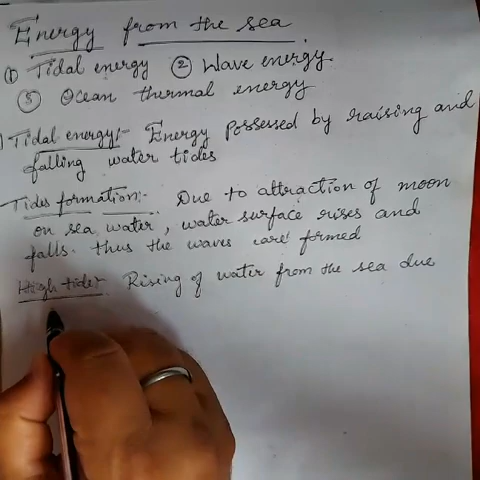 Energy from the sea
① Tidal energy ② Wave energy
③ Ocean thermal energy
Tidal energy:- Energy Possessed by raising and
falling water tides
Tides formation:- Due to attraction of moon
on sea water, water surface rises and
falls. thus the waves are formed
High tides Rising of water from the sea due